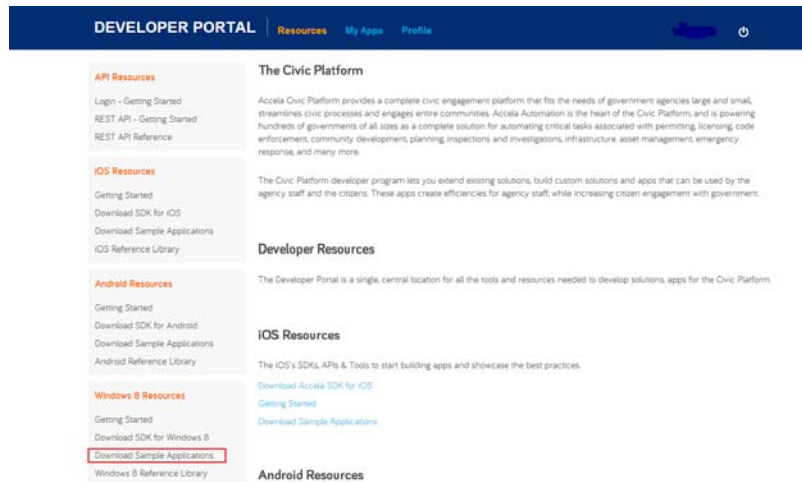 DEVELOPER PORTAL
Resources
My Apps
Profile
API Resources
Login - Getting Started
REST API - Getting Started
REST API Reference
iOS Resources
Getting Started
Download SDK for iOS
Download Sample Applications
iOS Reference Library
Android Resources
Getting Started
Download SDK for Android
Download Sample Applications
Android Reference Library
Windows 8 Resources
Getting Started
Download SDK for Windows 8
Download Sample Applications
Windows 8 Reference Library
The Civic Platform
Accela Civic Platform provides a complete civic engagement platform that fits the needs of government agencies large and small,
streamlines civic processes and engages entire communities. Accela Automation is the heart of the Civic Platform, and is powering
hundreds of governments of all sizes as a complete solution for automating critical tasks associated with permitting, licensing, code
enforcement, community development, planning, inspections and investigations, infrastructure asset management, emergency
response, and many more.
The Civic Platform developer program lets you extend existing solutions, build custom solutions and apps that can be used by the
agency staff and the citizens. These apps create efficiencies for agency staff, while increasing citizen engagement with government.
Developer Resources
The Developer Portal is a single, central location for all the tools and resources needed to develop solutions, apps for the Civic Platform.
iOS Resources
The iOS's SDKs, APIs & Tools to start building apps and showcase the best practices.
Download Accela SDK for iOS
Getting Started
Download Sample Applications
Android Resources